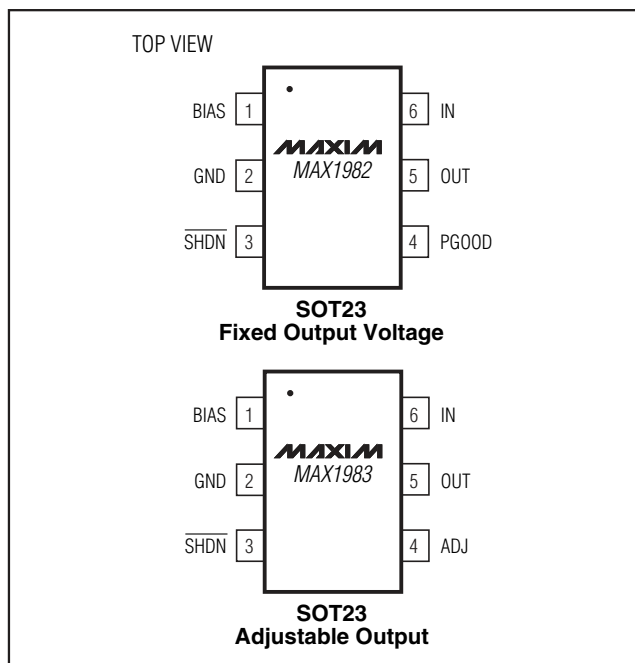 TOP VIEW
BIAS 1 6 IN
MAXIM
MAX1982
GND 2 5 OUT
SHDN 3 4 PGOOD
SOT23
Fixed Output Voltage
BIAS 1 6 IN
MAXIM
MAX1983
GND 2 5 OUT
SHDN 3 4 ADJ
SOT23
Adjustable Output